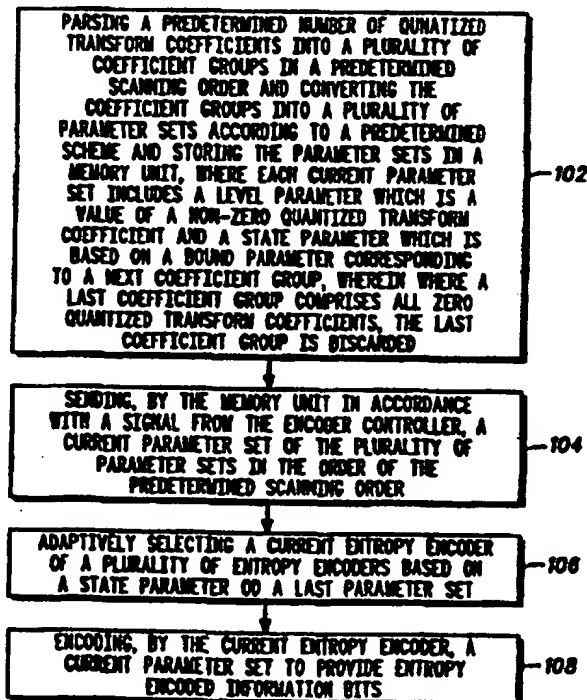 PARSING A PREDETERMINED NUMBER OF QUNATIZED
TRANSFORM COEFFICIENTS INTO A PLURALITY OF
COEFFICIENT GROUPS IN A PREDETERMINED
SCANNING ORDER AND CONVERTING THE
COEFFICIENT GROUPS INTO A PLURALITY OF
PARAMETER SETS ACCORDING TO A PREDETERMINED
SCHEME AND STORING THE PARAMETER SETS IN A
MEMORY UNIT, WHERE EACH CURRENT PARAMETER
SET INCLUDES A LEVEL PARAMETER WHICH IS A
VALUE OF A NON-ZERO QUANTIZED TRANSFORM
COEFFICIENT AND A STATE PARAMETER WHICH IS
BASED ON A BOUND PARAMETER CORRESPONDING
TO A NEXT COEFFICIENT GROUP, WHEREIN WHERE A
LAST COEFFICIENT GROUP COMPRISES ALL ZERO
QUANTIZED TRANSFORM COEFFICIENTS, THE LAST
COEFFICIENT GROUP IS DISCARDED
102
SENDING, BY THE MEMORY UNIT IN ACCORDANCE
WITH A SIGNAL FROM THE ENCODER CONTROLLER, A
CURRENT PARAMETER SET OF THE PLURALITY OF
PARAMETER SETS IN THE ORDER OF THE
PREDETERMINED SCANNING ORDER
104
ADAPTIVELY SELECTING A CURRENT ENTROPY ENCODER
OF A PLURALITY OF ENTROPY ENCODERS BASED ON
A STATE PARAMETER OD A LAST PARAMETER SET
106
ENCODING, BY THE CURRENT ENTROPY ENCODER, A
CURRENT PARAMETER SET TO PROVIDE ENTROPY
ENCODED INFORMATION BITS
108